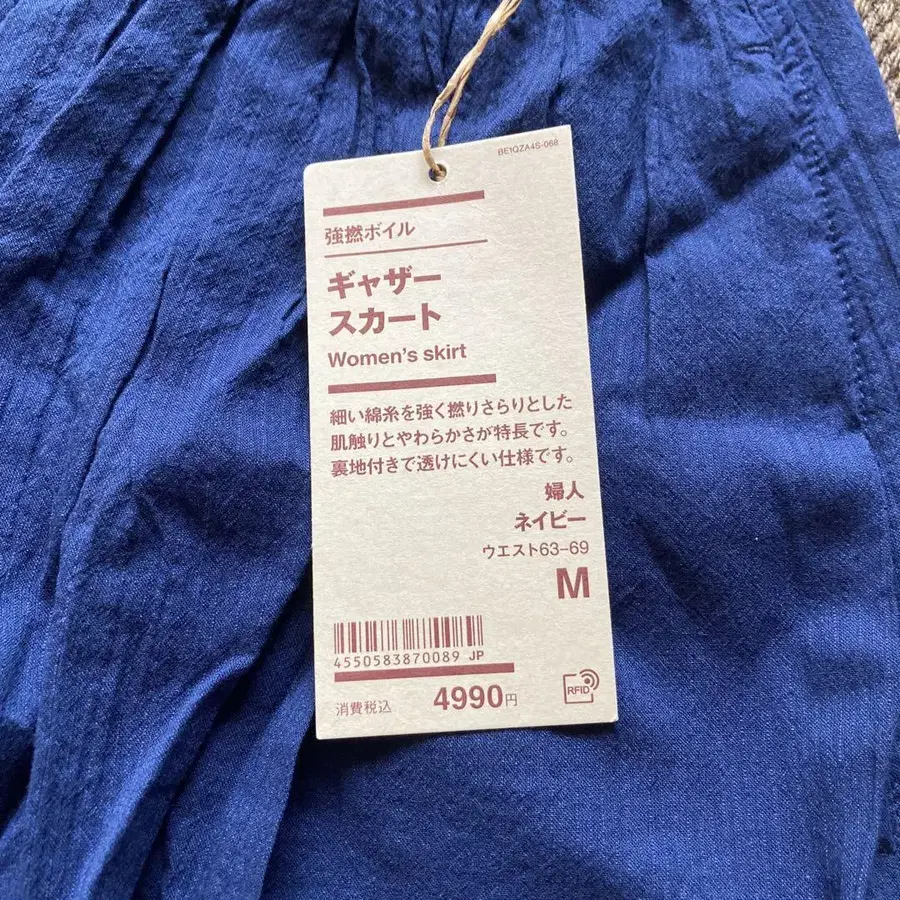 BE1QZA4S-068
強撚ボイル
ギャザー
スカート
Women's skirt
細い綿糸を強く撚りさらりとした
肌触りとやわらかさが特長です。
裏地付きで透けにくい仕様です。
婦人
ネイビー
ウエスト63-69
M
4550583870089 JP
消費税込 4990円
RFID